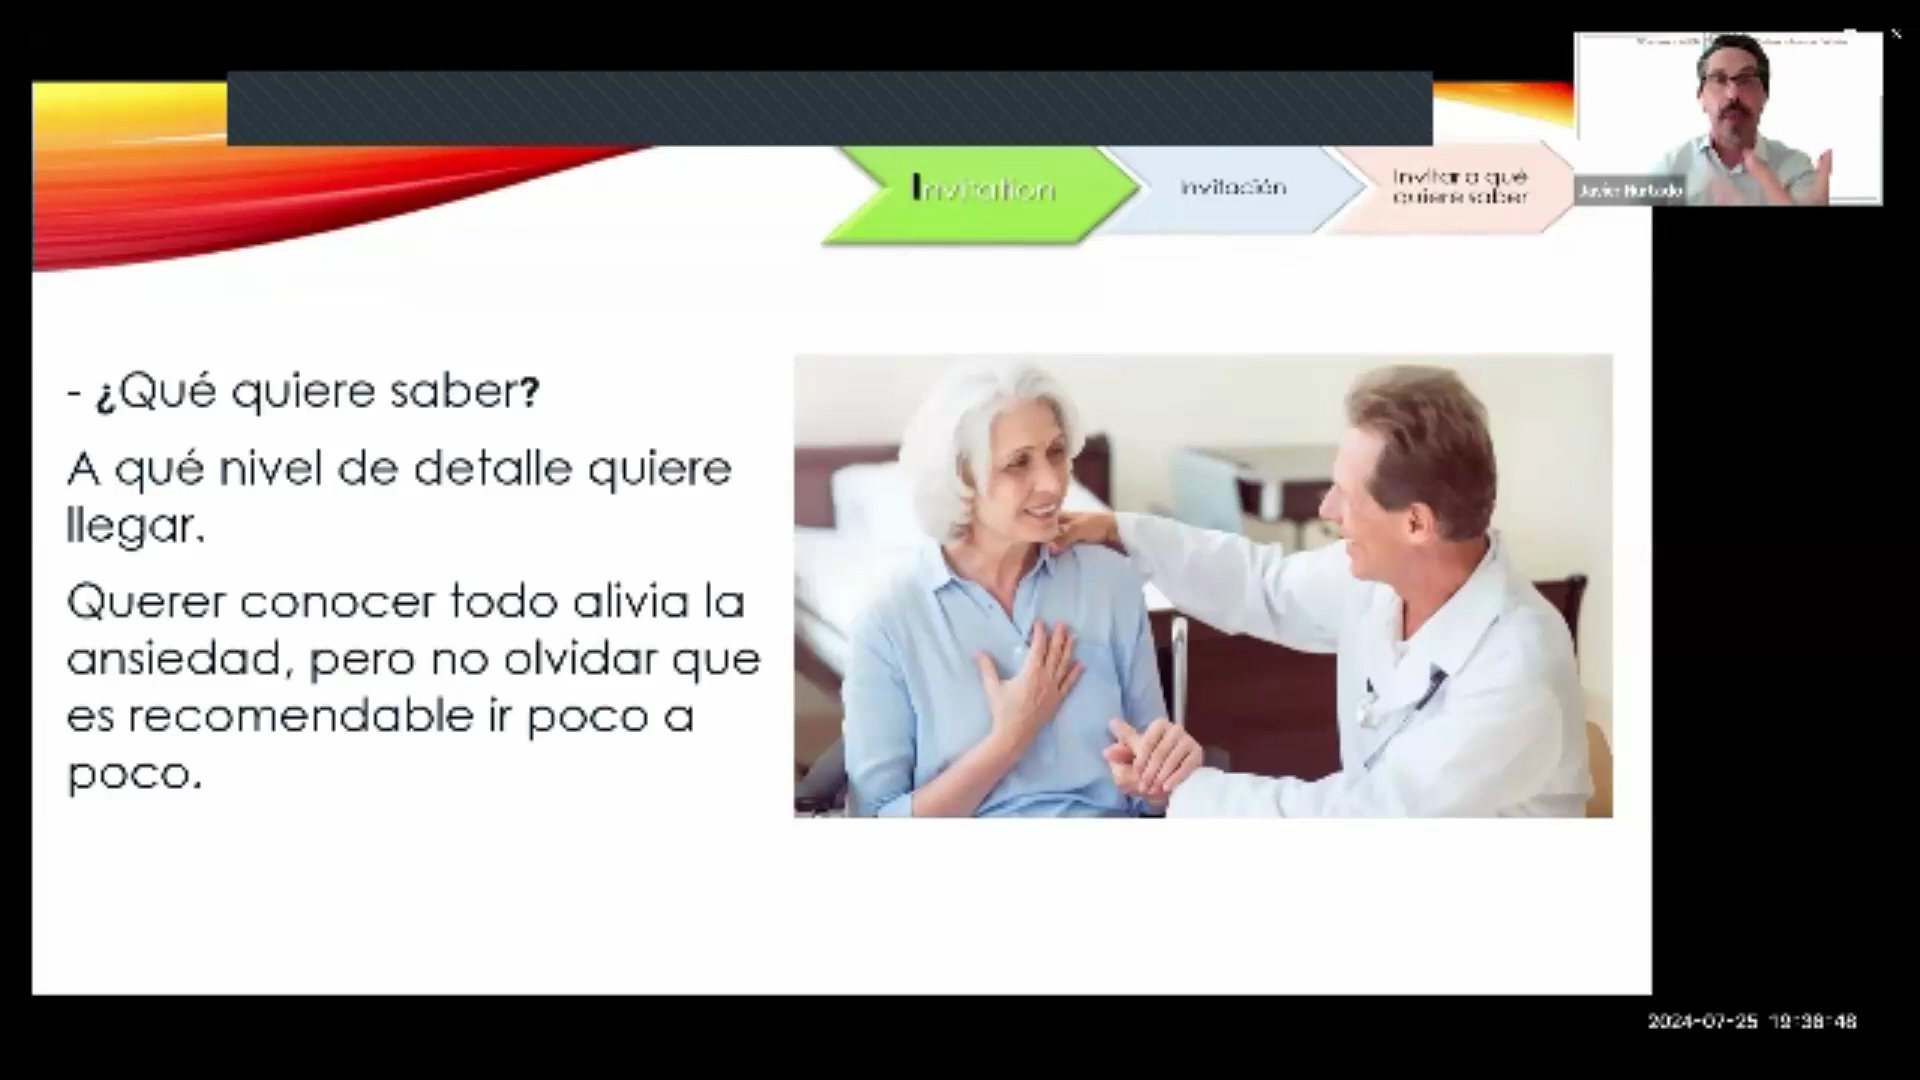 Invitation
Invitación
Invitar a qué
quiere saber
Javier Hurtado
- ¿Qué quiere saber?
A qué nivel de detalle quiere
llegar.
Querer conocer todo alivia la
ansiedad, pero no olvidar que
es recomendable ir poco a
poco.
2024-07-25 19:38:48